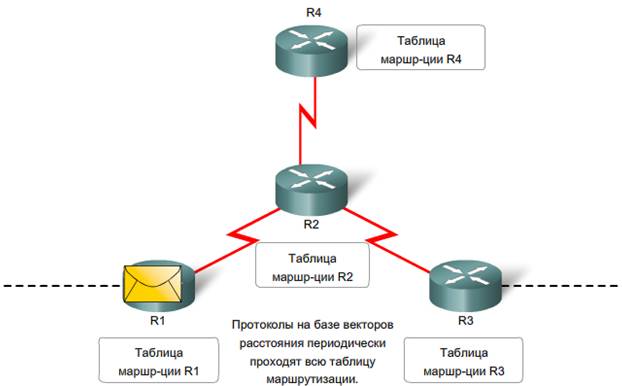 R4
Таблица
маршр-ции R4
R2
Таблица
маршр-ции R2
R1
R3
Протоколы на базе векторов
расстояния периодически
проходят всю таблицу
маршрутизации.
Таблица
маршр-ции R1
Таблица
маршр-ции R3